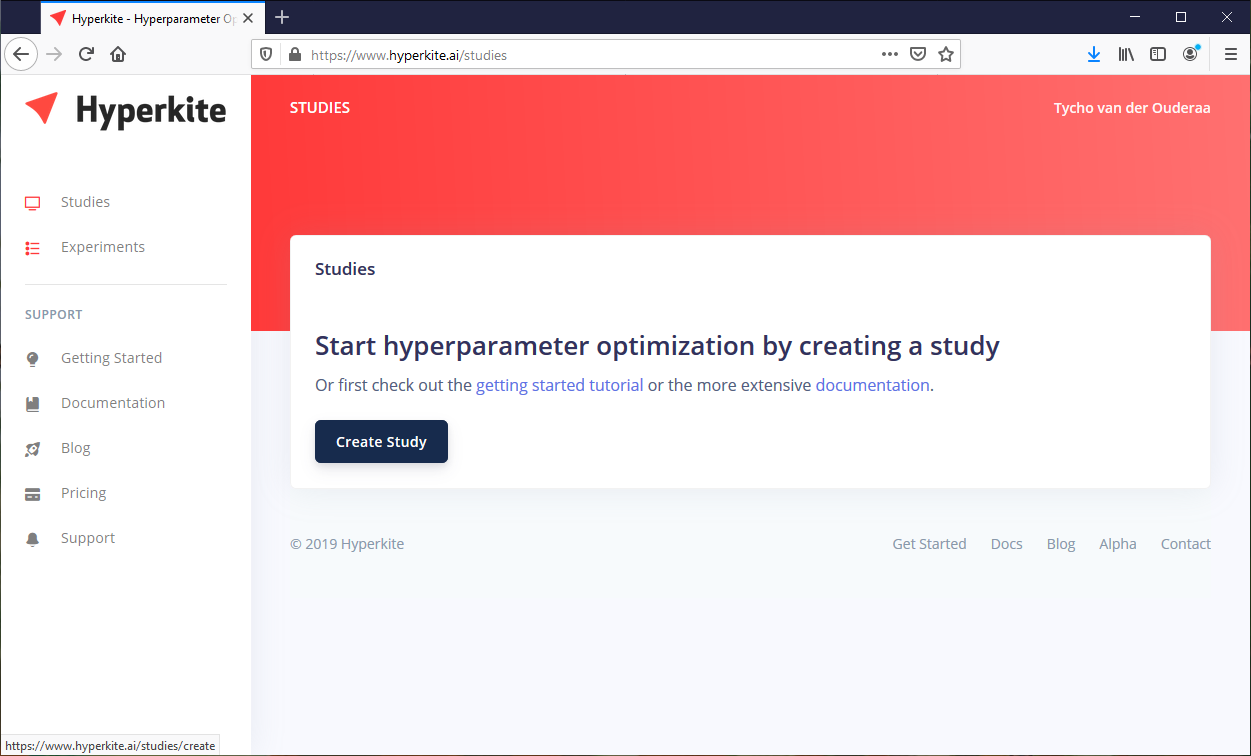 Hyperkite - Hyperparameter Op
https://www.hyperkite.ai/studies
Hyperkite
STUDIES
Tycho van der Ouderaa
Studies
Experiments
SUPPORT
Getting Started
Documentation
Blog
Pricing
Support
Studies
Start hyperparameter optimization by creating a study
Or first check out the getting started tutorial or the more extensive documentation.
Create Study
© 2019 Hyperkite
Get Started Docs Blog Alpha Contact
https://www.hyperkite.ai/studies/create